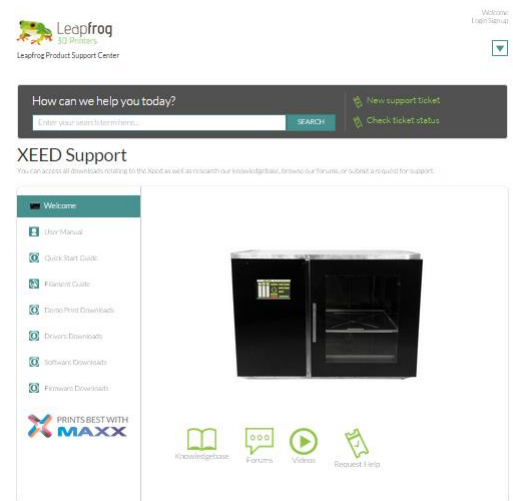 Welcome
Login Signup
Leapfrog
3D Printers
Leapfrog Product Support Center
How can we help you today?
Enter your search term here...
SEARCH
New support ticket
Check ticket status
XEED Support
You can access all downloads relating to the Xeed as well as research our knowledgebase, browse our forums, or submit a request for support.
Welcome
User Manual
Quick Start Guide
Filament Guide
Demo Print Downloads
Drivers Downloads
Software Downloads
Firmware Downloads
PRINTS BEST WITH
MAXX
Knowledgebase
Forums
Videos
Request Help